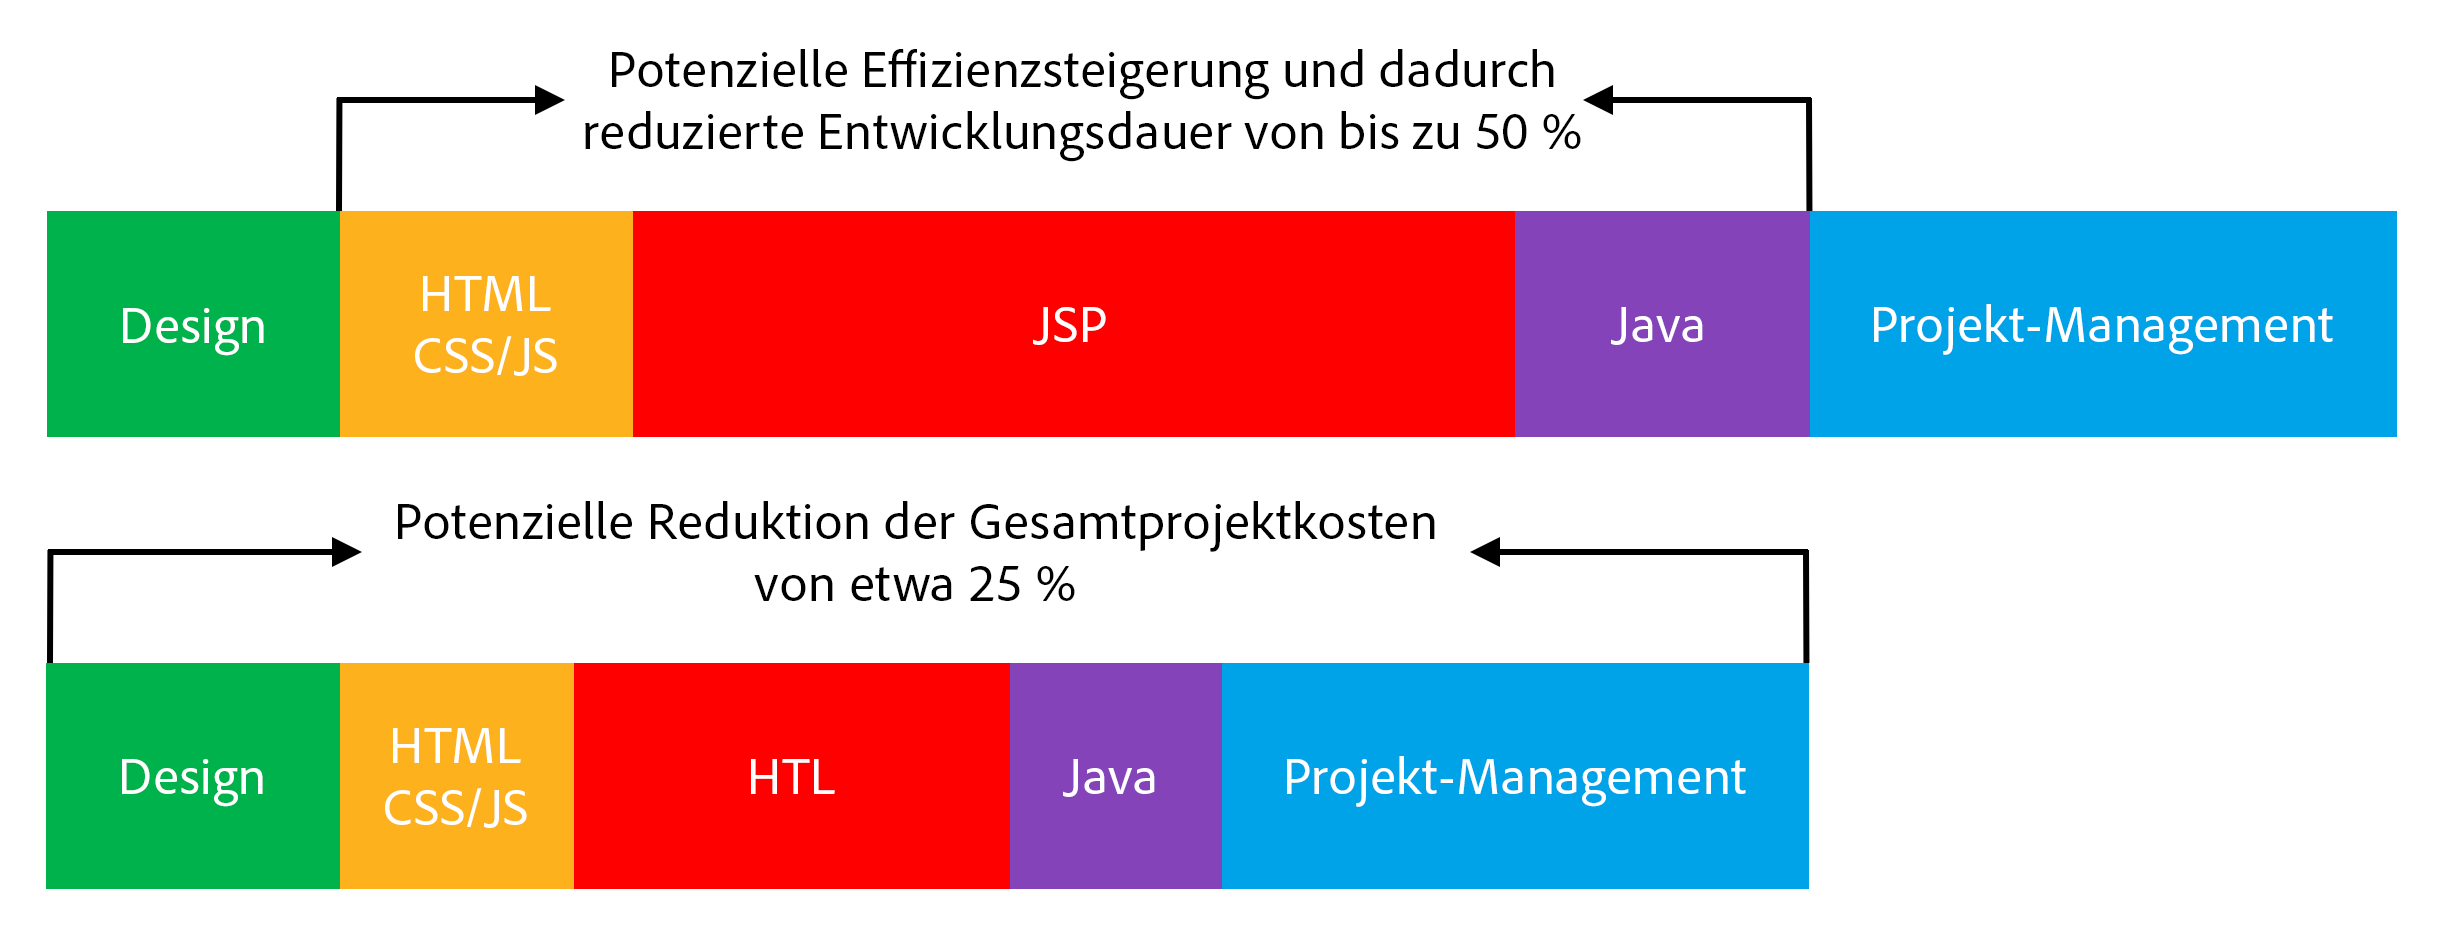 Potenzielle Effizienzsteigerung und dadurch
reduzierte Entwicklungsdauer von bis zu 50 %
Design
HTML
CSS/JS
JSP
Java
Projekt-Management
Potenzielle Reduktion der Gesamtprojektkosten
von etwa 25 %
Design
HTML
CSS/JS
HTL
Java
Projekt-Management